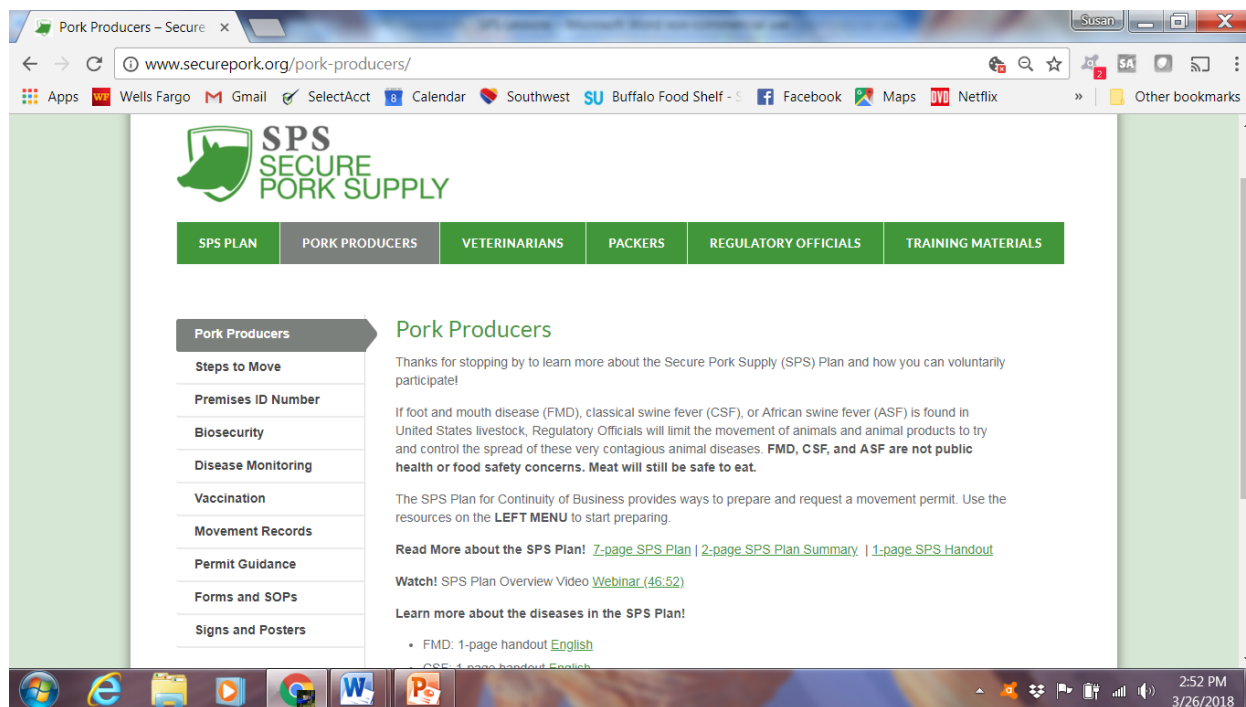 Pork Producers – Secure
Susan
www.securepork.org/pork-producers/
2
SA
Apps WF Wells Fargo Gmail SelectAcct 8 Calendar Southwest SU Buffalo Food Shelf - S Facebook Maps DVD Netflix » Other bookmarks
SPS
SECURE
PORK SUPPLY
SPS PLAN PORK PRODUCERS VETERINARIANS PACKERS REGULATORY OFFICIALS TRAINING MATERIALS
Pork Producers
Steps to Move
Premises ID Number
Biosecurity
Disease Monitoring
Vaccination
Movement Records
Permit Guidance
Forms and SOPs
Signs and Posters
Pork Producers
Thanks for stopping by to learn more about the Secure Pork Supply (SPS) Plan and how you can voluntarily
participate!
If foot and mouth disease (FMD), classical swine fever (CSF), or African swine fever (ASF) is found in
United States livestock, Regulatory Officials will limit the movement of animals and animal products to try
and control the spread of these very contagious animal diseases. FMD, CSF, and ASF are not public
health or food safety concerns. Meat will still be safe to eat.
The SPS Plan for Continuity of Business provides ways to prepare and request a movement permit. Use the
resources on the LEFT MENU to start preparing.
Read More about the SPS Plan! 7-page SPS Plan | 2-page SPS Plan Summary | 1-page SPS Handout
Watch! SPS Plan Overview Video Webinar (46:52)
Learn more about the diseases in the SPS Plan!
• FMD: 1-page handout English
• CSF: 1-page handout English
2:52 PM
3/26/2018